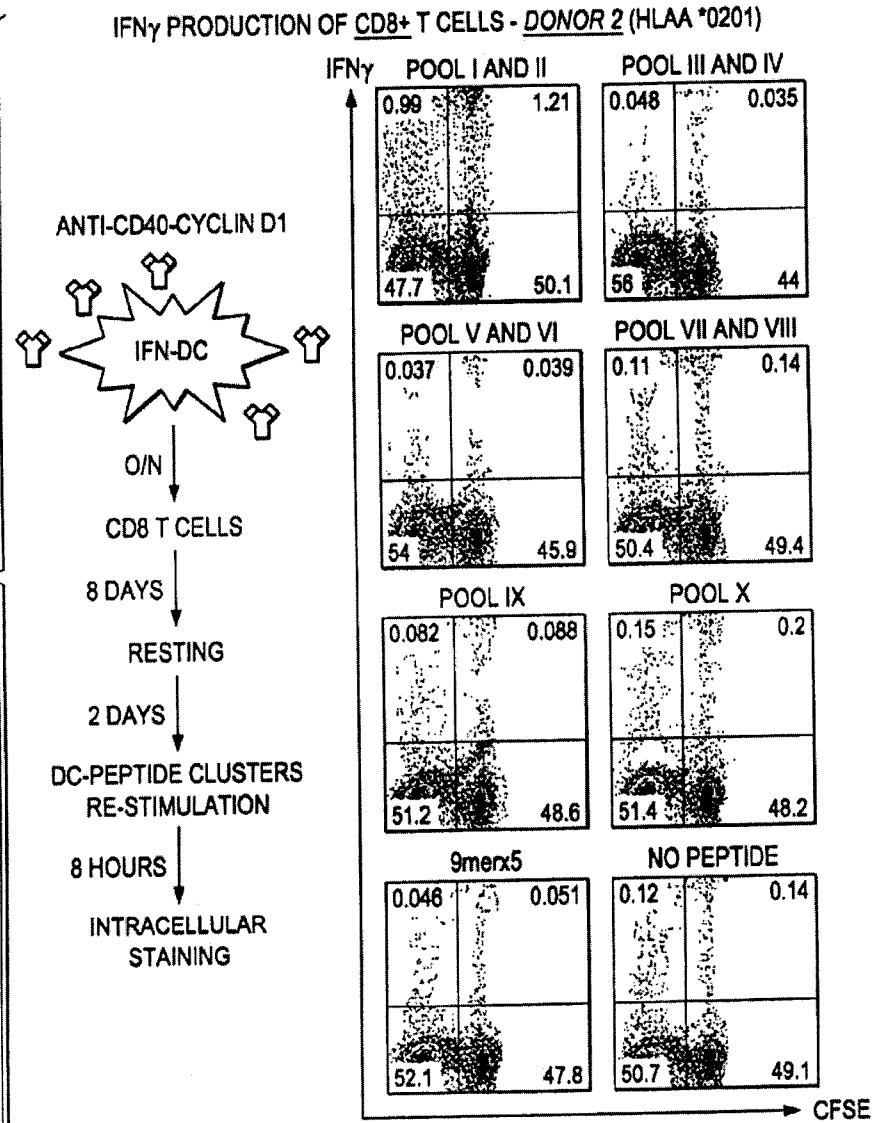 IFNγ PRODUCTION OF CD8+ T CELLS - DONOR 2 (HLAA *0201)
ANTI-CD40-CYCLIN D1
IFN-DC
O/N
CD8 T CELLS
8 DAYS
RESTING
2 DAYS
DC-PEPTIDE CLUSTERS
RE-STIMULATION
8 HOURS
INTRACELLULAR
STAINING
IFNγ
POOL I AND II
0.99 1.21
47.7 50.1
POOL III AND IV
0.048 0.035
56 44
POOL V AND VI
0.037 0.039
54 45.9
POOL VII AND VIII
0.11 0.14
50.4 49.4
POOL IX
0.082 0.088
51.2 48.6
POOL X
0.15 0.2
51.4 48.2
9merx5
0.046 0.051
52.1 47.8
NO PEPTIDE
0.12 0.14
50.7 49.1
CFSE